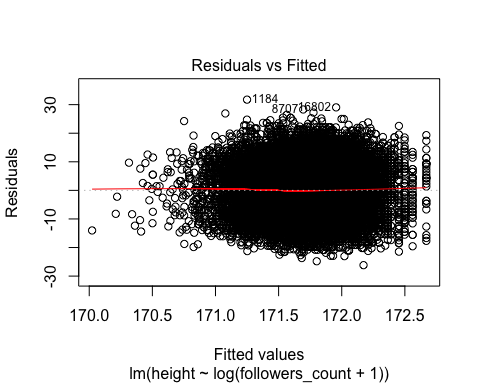 Residuals vs Fitted
Residuals
30
10
-10
-30
1184
8707
16802
170.0 170.5 171.0 171.5 172.0 172.5
Fitted values
lm(height ~ log(followers_count + 1))